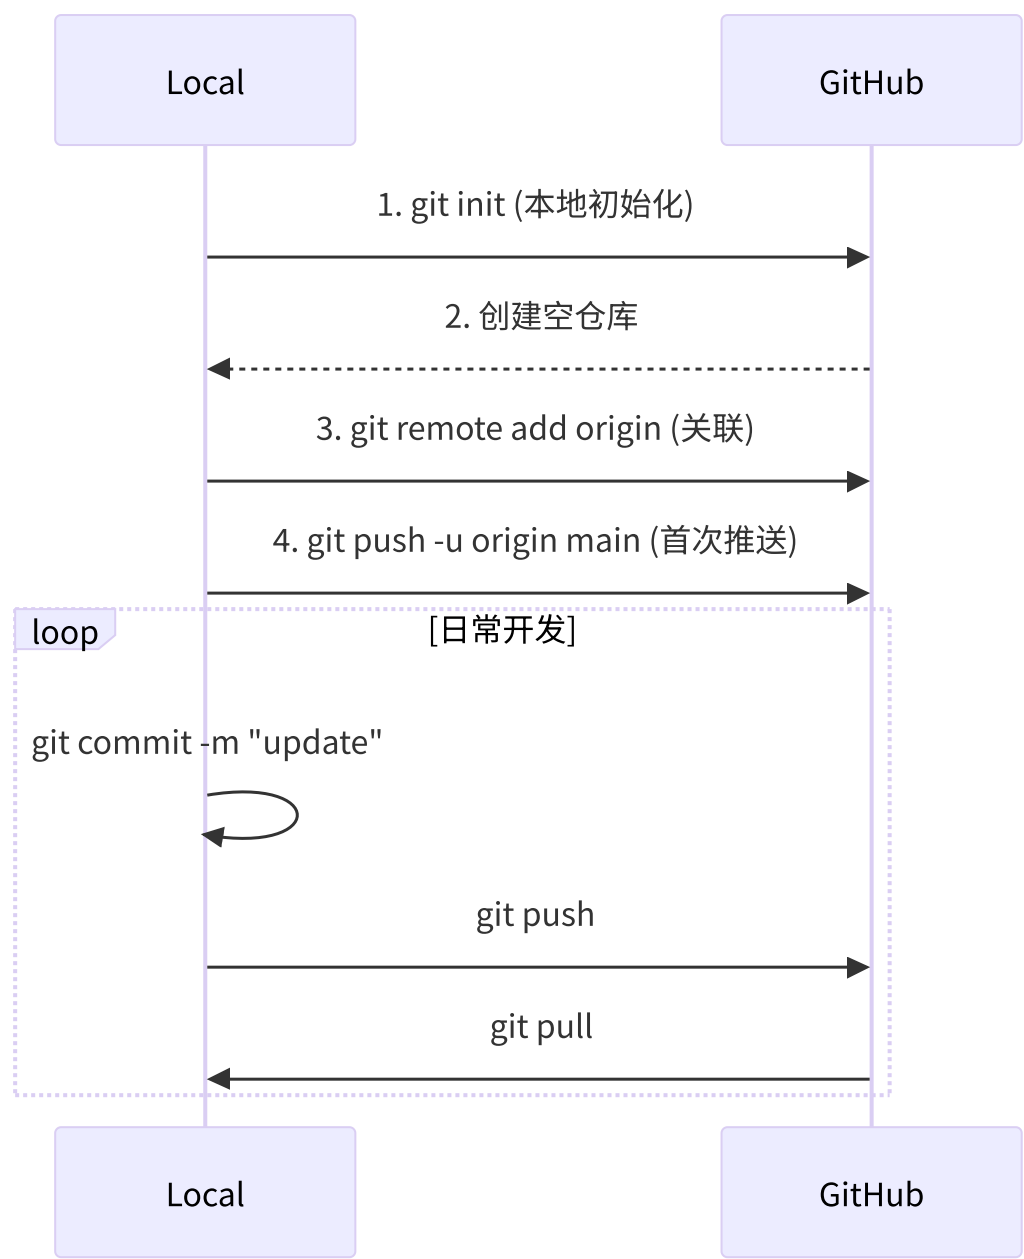 Local
GitHub
1. git init (本地初始化)
2. 创建空仓库
3. git remote add origin (关联)
4. git push -u origin main (首次推送)
loop
[日常开发]
git commit -m "update"
git push
git pull
Local
GitHub